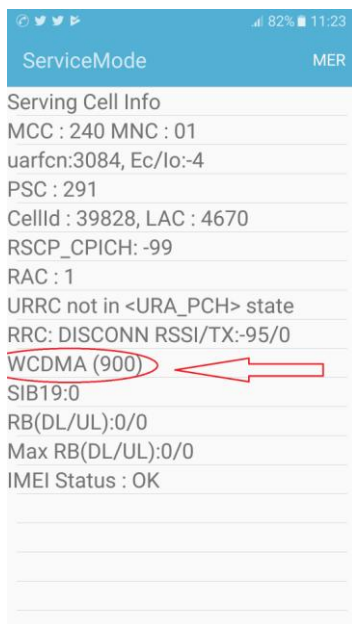 82% 11:23
ServiceMode MER
Serving Cell Info
MCC : 240 MNC : 01
uarfcn:3084, Ec/Io:-4
PSC : 291
CellId : 39828, LAC : 4670
RSCP_CPICH: -99
RAC : 1
URRC not in <URA_PCH> state
RRC: DISCONN RSSI/TX:-95/0
WCDMA (900)
SIB19:0
RB(DL/UL):0/0
Max RB(DL/UL):0/0
IMEI Status : OK